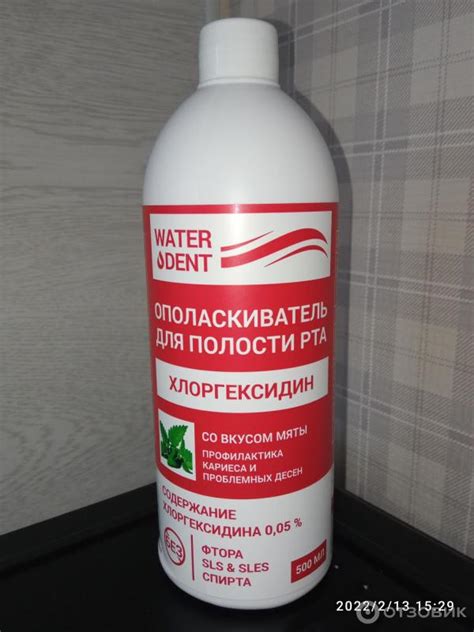 WATER
DENT
ОПОЛАСКИВАТЕЛЬ
ДЛЯ ПОЛОСТИ РТА
ХЛОРГЕКСИДИН
СО ВКУСОМ МЯТЫ
ПРОФИЛАКТИКА
КАРИЕСА И
ПРОБЛЕМНЫХ ДЕСЕН
СОДЕРЖАНИЕ
ХЛОРГЕКСИДИНА 0,05 %
БЕЗ
ФТОРА
SLS & SLES
СПИРТА
500 МЛ
2022/2/13 15:29
ОТЗОВИК